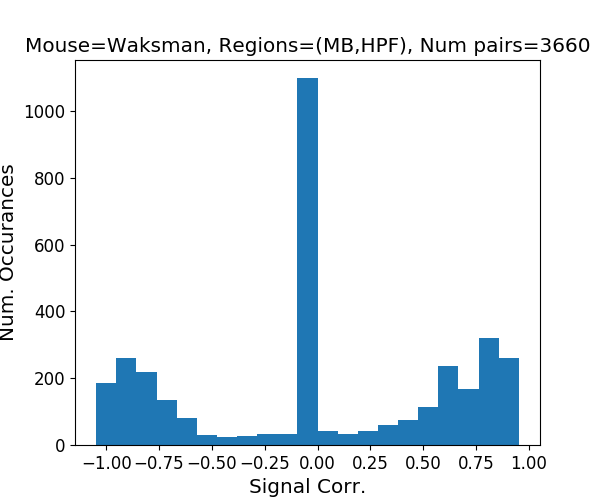 Mouse=Waksman, Regions=(MB,HPF), Num pairs=3660
Num. Occurances
1000
800
600
400
200
0
−1.00 −0.75 −0.50 −0.25 0.00 0.25 0.50 0.75 1.00
Signal Corr.